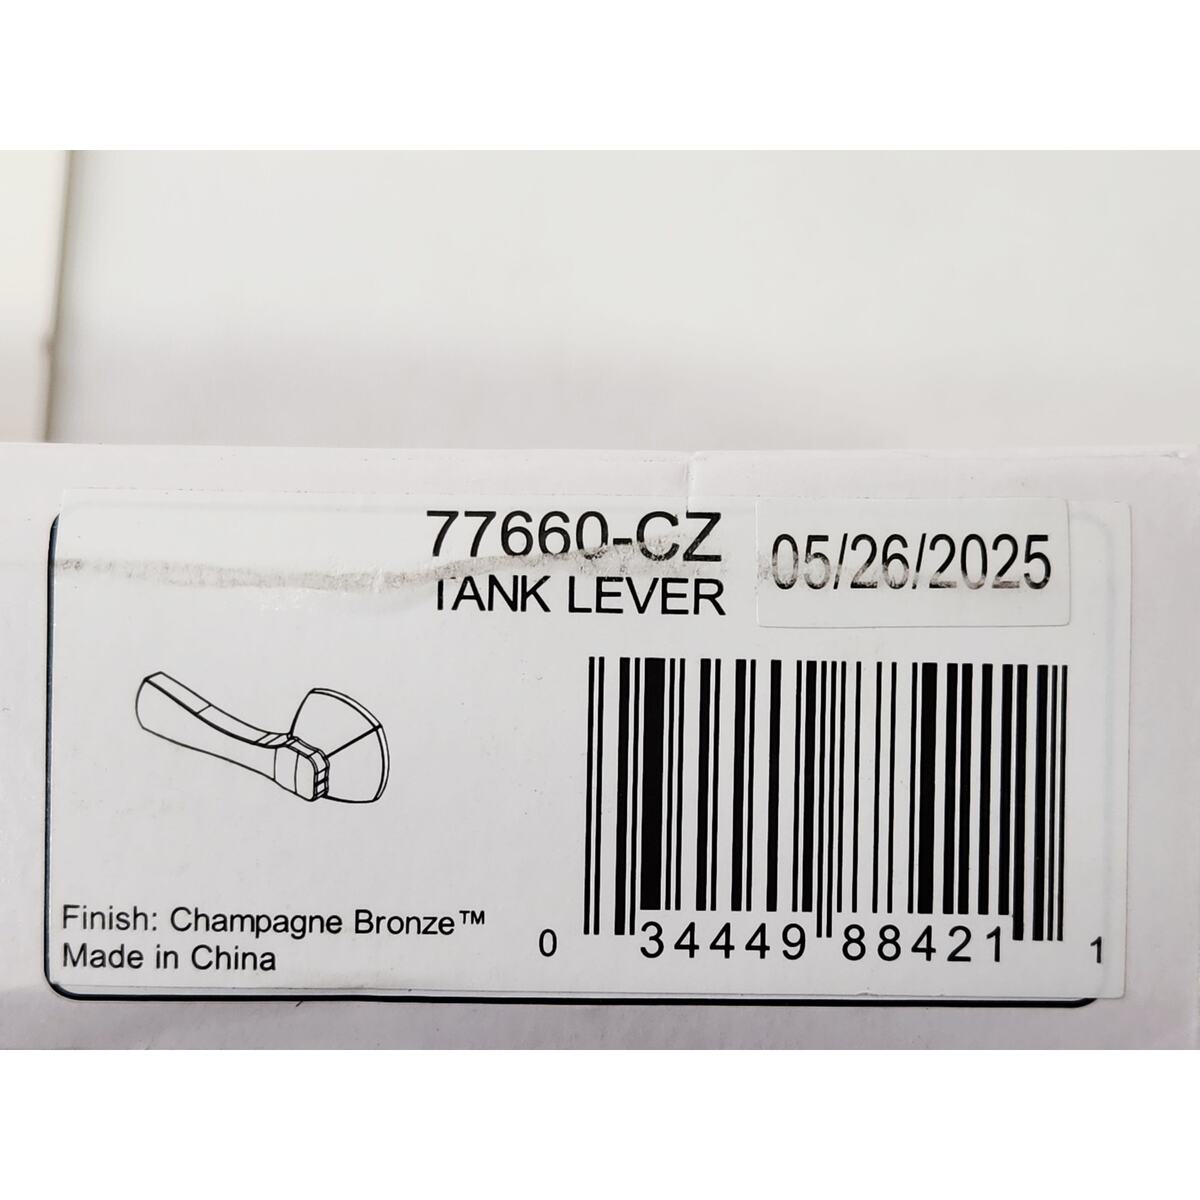 77660-CZ
TANK LEVER
05/26/2025
Finish: Champagne Bronze™
Made in China
0 34449 88421 1